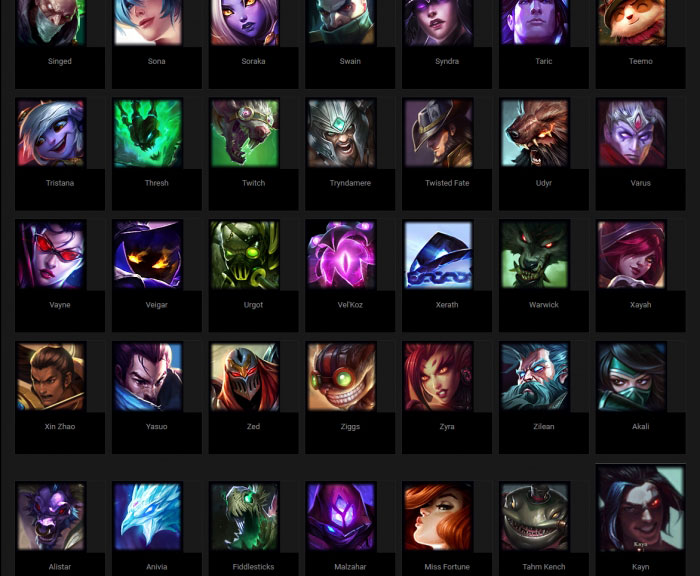 Singed Sona Soraka Swain Syndra Taric Teemo
Tristana Thresh Twitch Tryndamere Twisted Fate Udyr Varus
Vayne Veigar Urgot Vel'Koz Xerath Warwick Xayah
Xin Zhao Yasuo Zed Ziggs Zyra Zilean Akali
Kayn
Alistar Anivia Fiddlesticks Malzahar Miss Fortune Tahm Kench Kayn